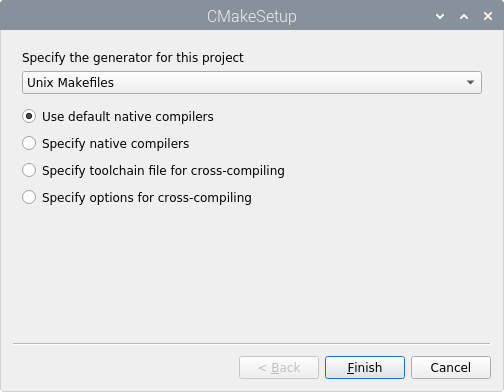 CMakeSetup
Specify the generator for this project
Unix Makefiles
Use default native compilers
Specify native compilers
Specify toolchain file for cross-compiling
Specify options for cross-compiling
< Back
Finish
Cancel